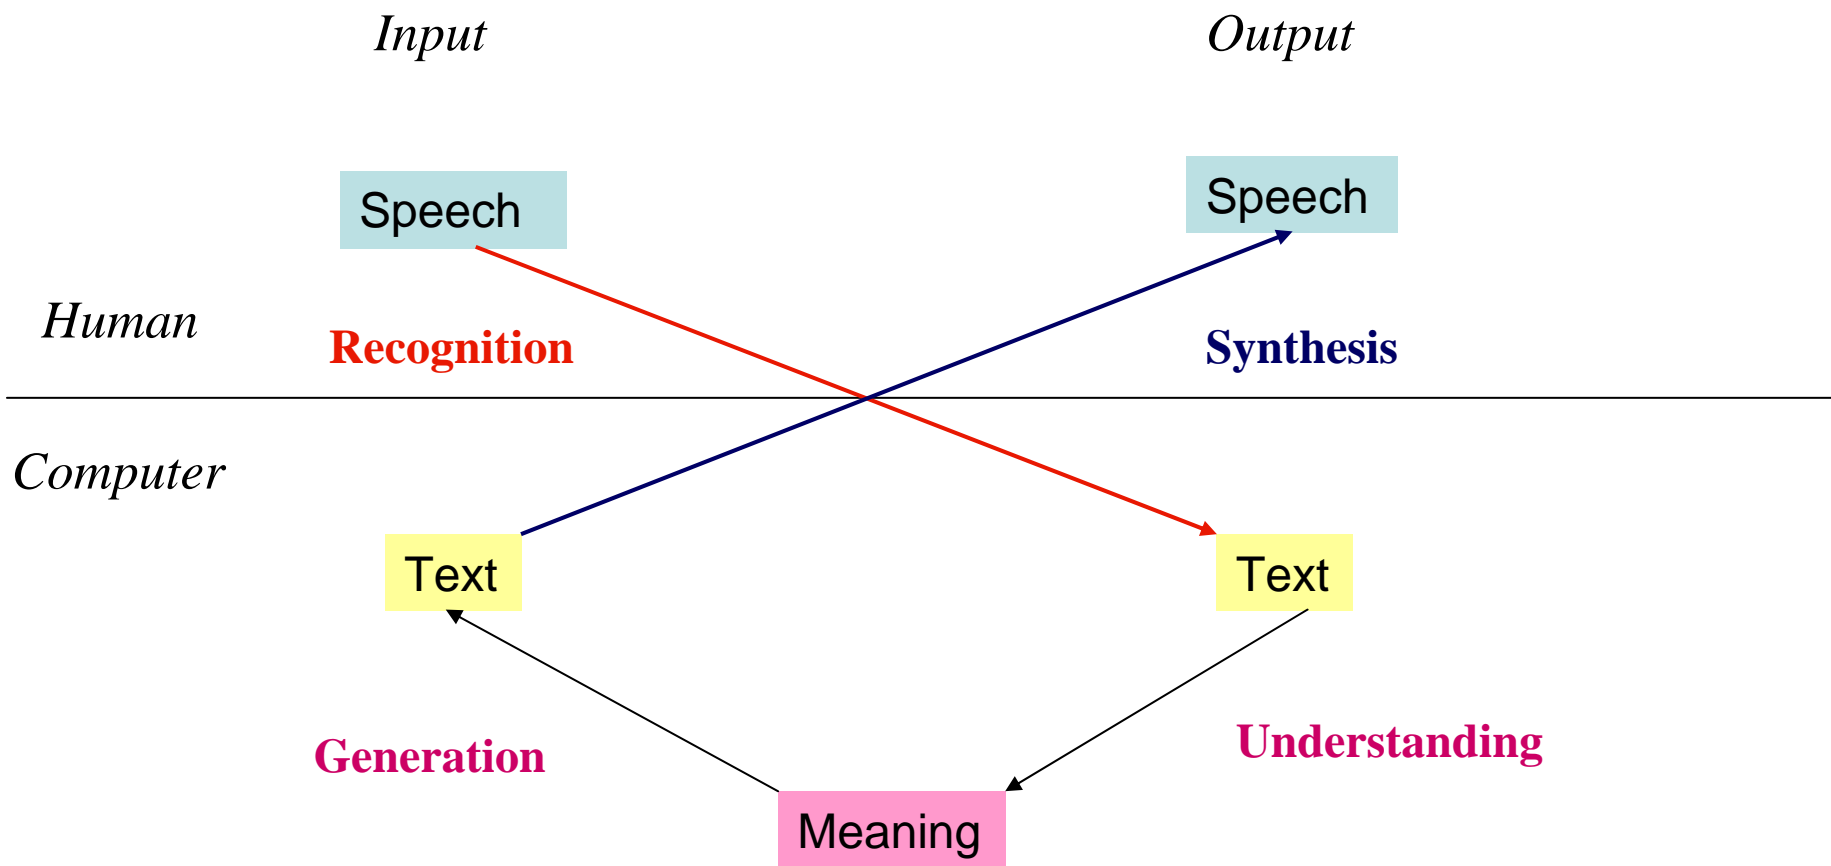 Input
Output
Speech
Speech
Human
Recognition
Synthesis
Computer
Text
Text
Generation
Understanding
Meaning